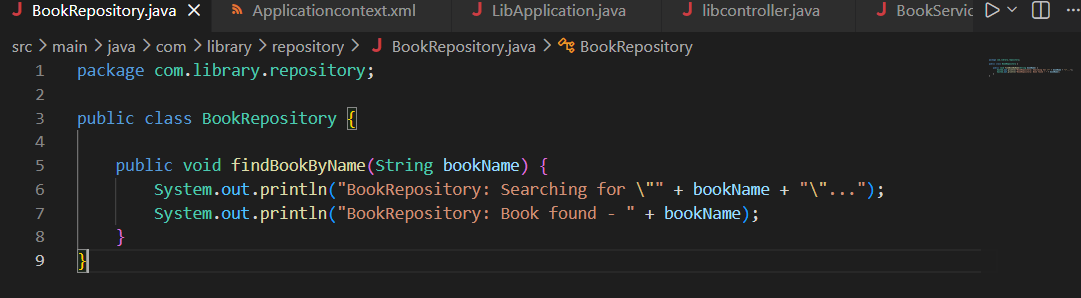 BookRepository.java Applicationcontext.xml LibApplication.java libcontroller.java BookServic
src > main > java > com > library > repository > BookRepository.java > BookRepository
1 package com.library.repository;
2
3 public class BookRepository {
4
5 public void findBookByName(String bookName) {
6 System.out.println("BookRepository: Searching for \"" + bookName + "\"...");
7 System.out.println("BookRepository: Book found - " + bookName);
8 }
9 }